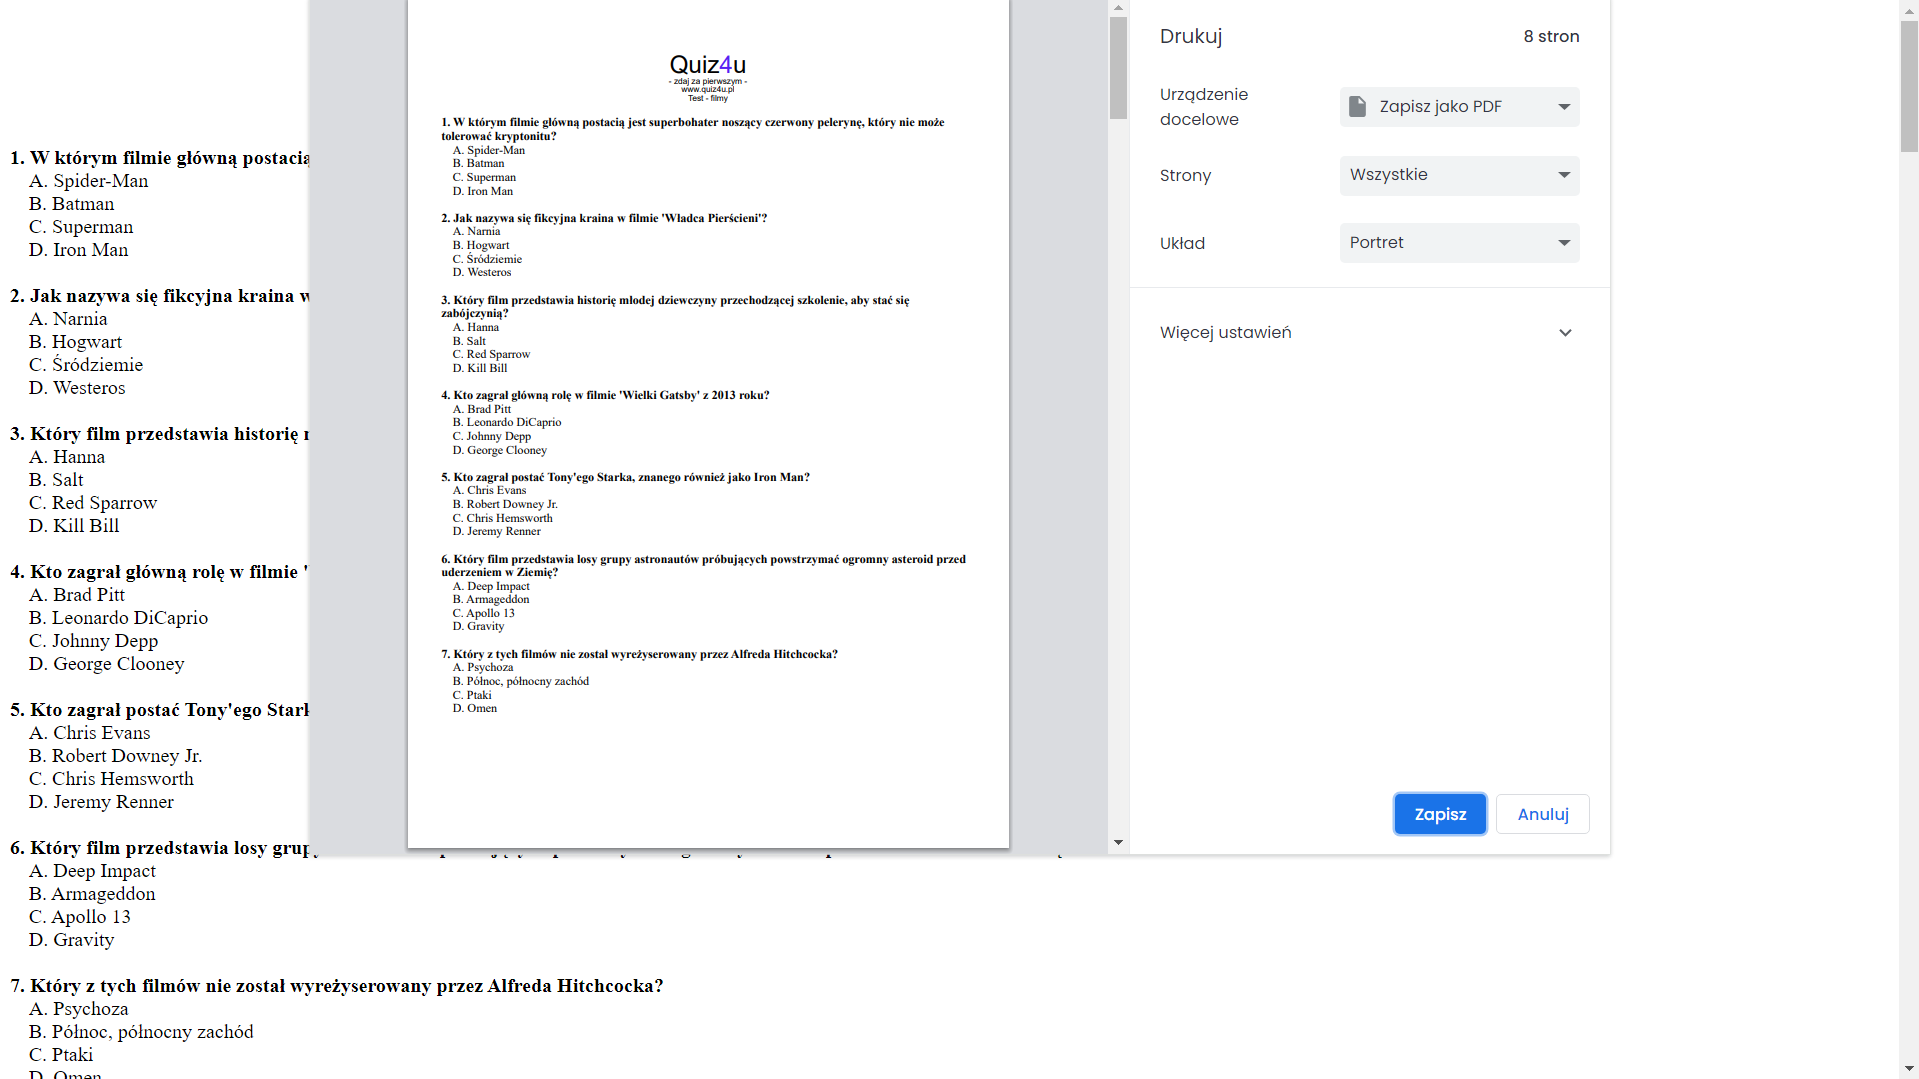 1. W którym filmie główną postacią
A. Spider-Man
B. Batman
C. Superman
D. Iron Man
2. Jak nazywa się fikcyjna kraina w
A. Narnia
B. Hogwart
C. Śródziemie
D. Westeros
3. Który film przedstawia historię
A. Hanna
B. Salt
C. Red Sparrow
D. Kill Bill
4. Kto zagrał główną rolę w filmie '
A. Brad Pitt
B. Leonardo DiCaprio
C. Johnny Depp
D. George Clooney
5. Kto zagrał postać Tony'ego Stark
A. Chris Evans
B. Robert Downey Jr.
C. Chris Hemsworth
D. Jeremy Renner
6. Który film przedstawia losy grupy
A. Deep Impact
B. Armageddon
C. Apollo 13
D. Gravity
7. Który z tych filmów nie został wyreżyserowany przez Alfreda Hitchcocka?
A. Psychoza
B. Północ, północny zachód
C. Ptaki
D. Omen
Quiz4u
- zdaj za pierwszym -
www.quiz4u.pl
Test - filmy
1. W którym filmie główną postacią jest superbohater noszący czerwony pelerynę, który nie może
tolerować kryptonitu?
A. Spider-Man
B. Batman
C. Superman
D. Iron Man
2. Jak nazywa się fikcyjna kraina w filmie 'Władca Pierścieni'?
A. Narnia
B. Hogwart
C. Śródziemie
D. Westeros
3. Który film przedstawia historię młodej dziewczyny przechodzącej szkolenie, aby stać się
zabójczynią?
A. Hanna
B. Salt
C. Red Sparrow
D. Kill Bill
4. Kto zagrał główną rolę w filmie 'Wielki Gatsby' z 2013 roku?
A. Brad Pitt
B. Leonardo DiCaprio
C. Johnny Depp
D. George Clooney
5. Kto zagrał postać Tony'ego Starka, znanego również jako Iron Man?
A. Chris Evans
B. Robert Downey Jr.
C. Chris Hemsworth
D. Jeremy Renner
6. Który film przedstawia losy grupy astronautów próbujących powstrzymać ogromny asteroid przed
uderzeniem w Ziemię?
A. Deep Impact
B. Armageddon
C. Apollo 13
D. Gravity
7. Który z tych filmów nie został wyreżyserowany przez Alfreda Hitchcocka?
A. Psychoza
B. Północ, północny zachód
C. Ptaki
D. Omen
Drukuj
8 stron
Urządzenie
docelowe
Zapisz jako PDF
Strony
Wszystkie
Układ
Portret
Więcej ustawień
Zapisz
Anuluj